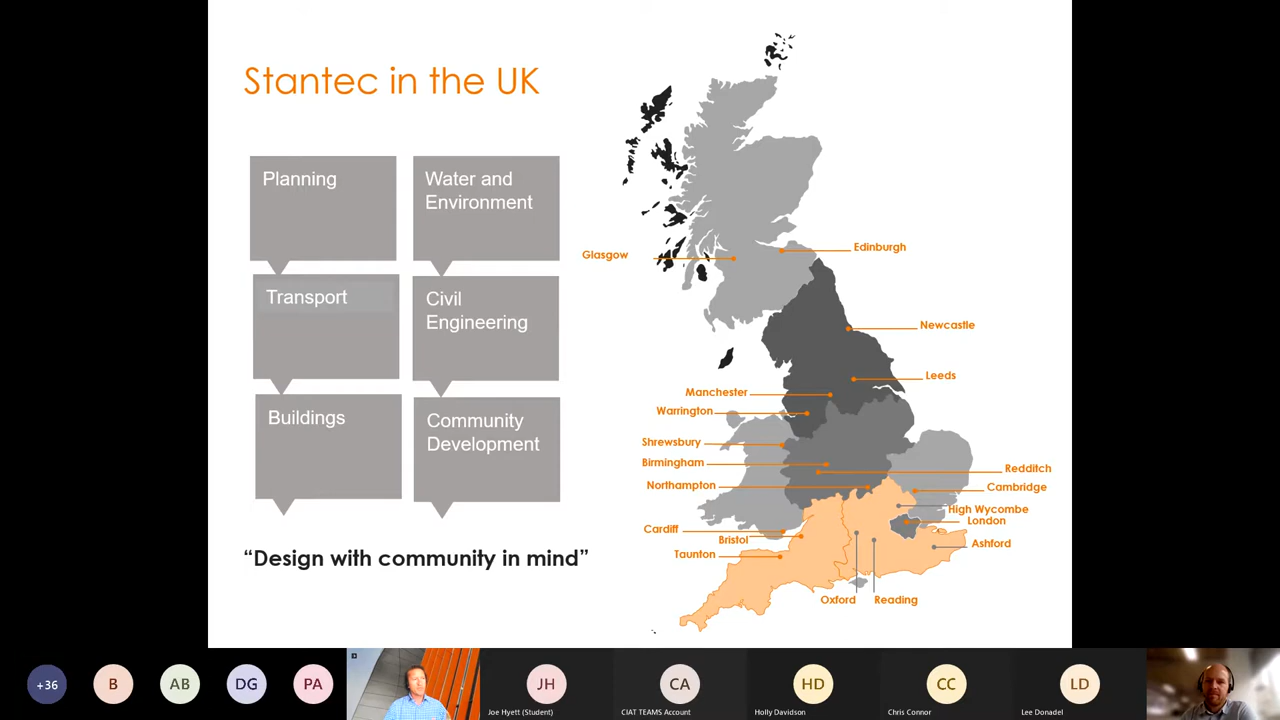 Stantec in the UK
Planning
Water and
Environment
Transport
Civil
Engineering
Buildings
Community
Development
“Design with community in mind”
Glasgow
Edinburgh
Newcastle
Leeds
Manchester
Warrington
Shrewsbury
Birmingham
Redditch
Northampton
Cambridge
High Wycombe
London
Cardiff
Bristol
Ashford
Taunton
Oxford
Reading
+36
B
AB
DG
PA
JH
CA
HD
CC
LD
Joe Hyett (Student)
CIAT TEAMS Account
Holly Davidson
Chris Connor
Lee Donadel